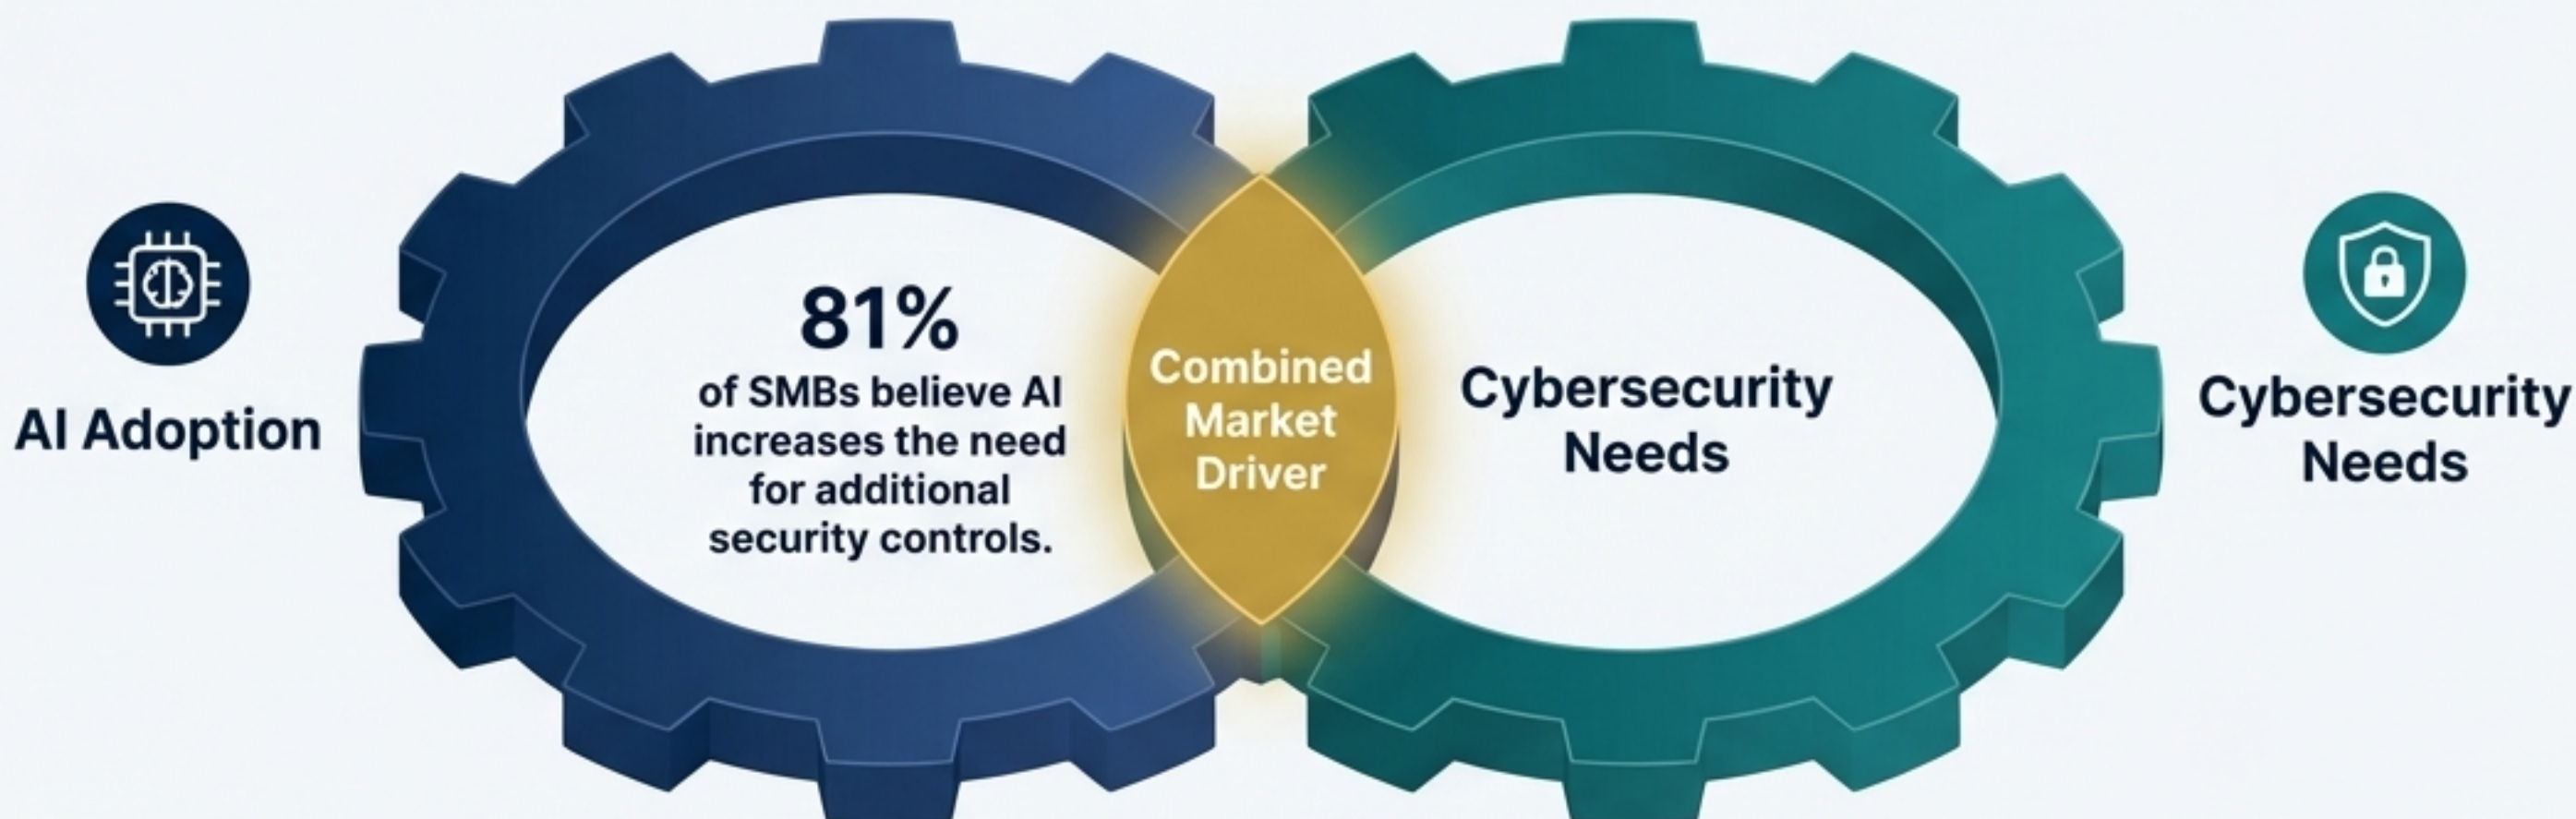 AI Adoption
81%
of SMBs believe AI
increases the need
for additional
security controls.
Combined
Market
Driver
Cybersecurity
Needs
Cybersecurity
Needs